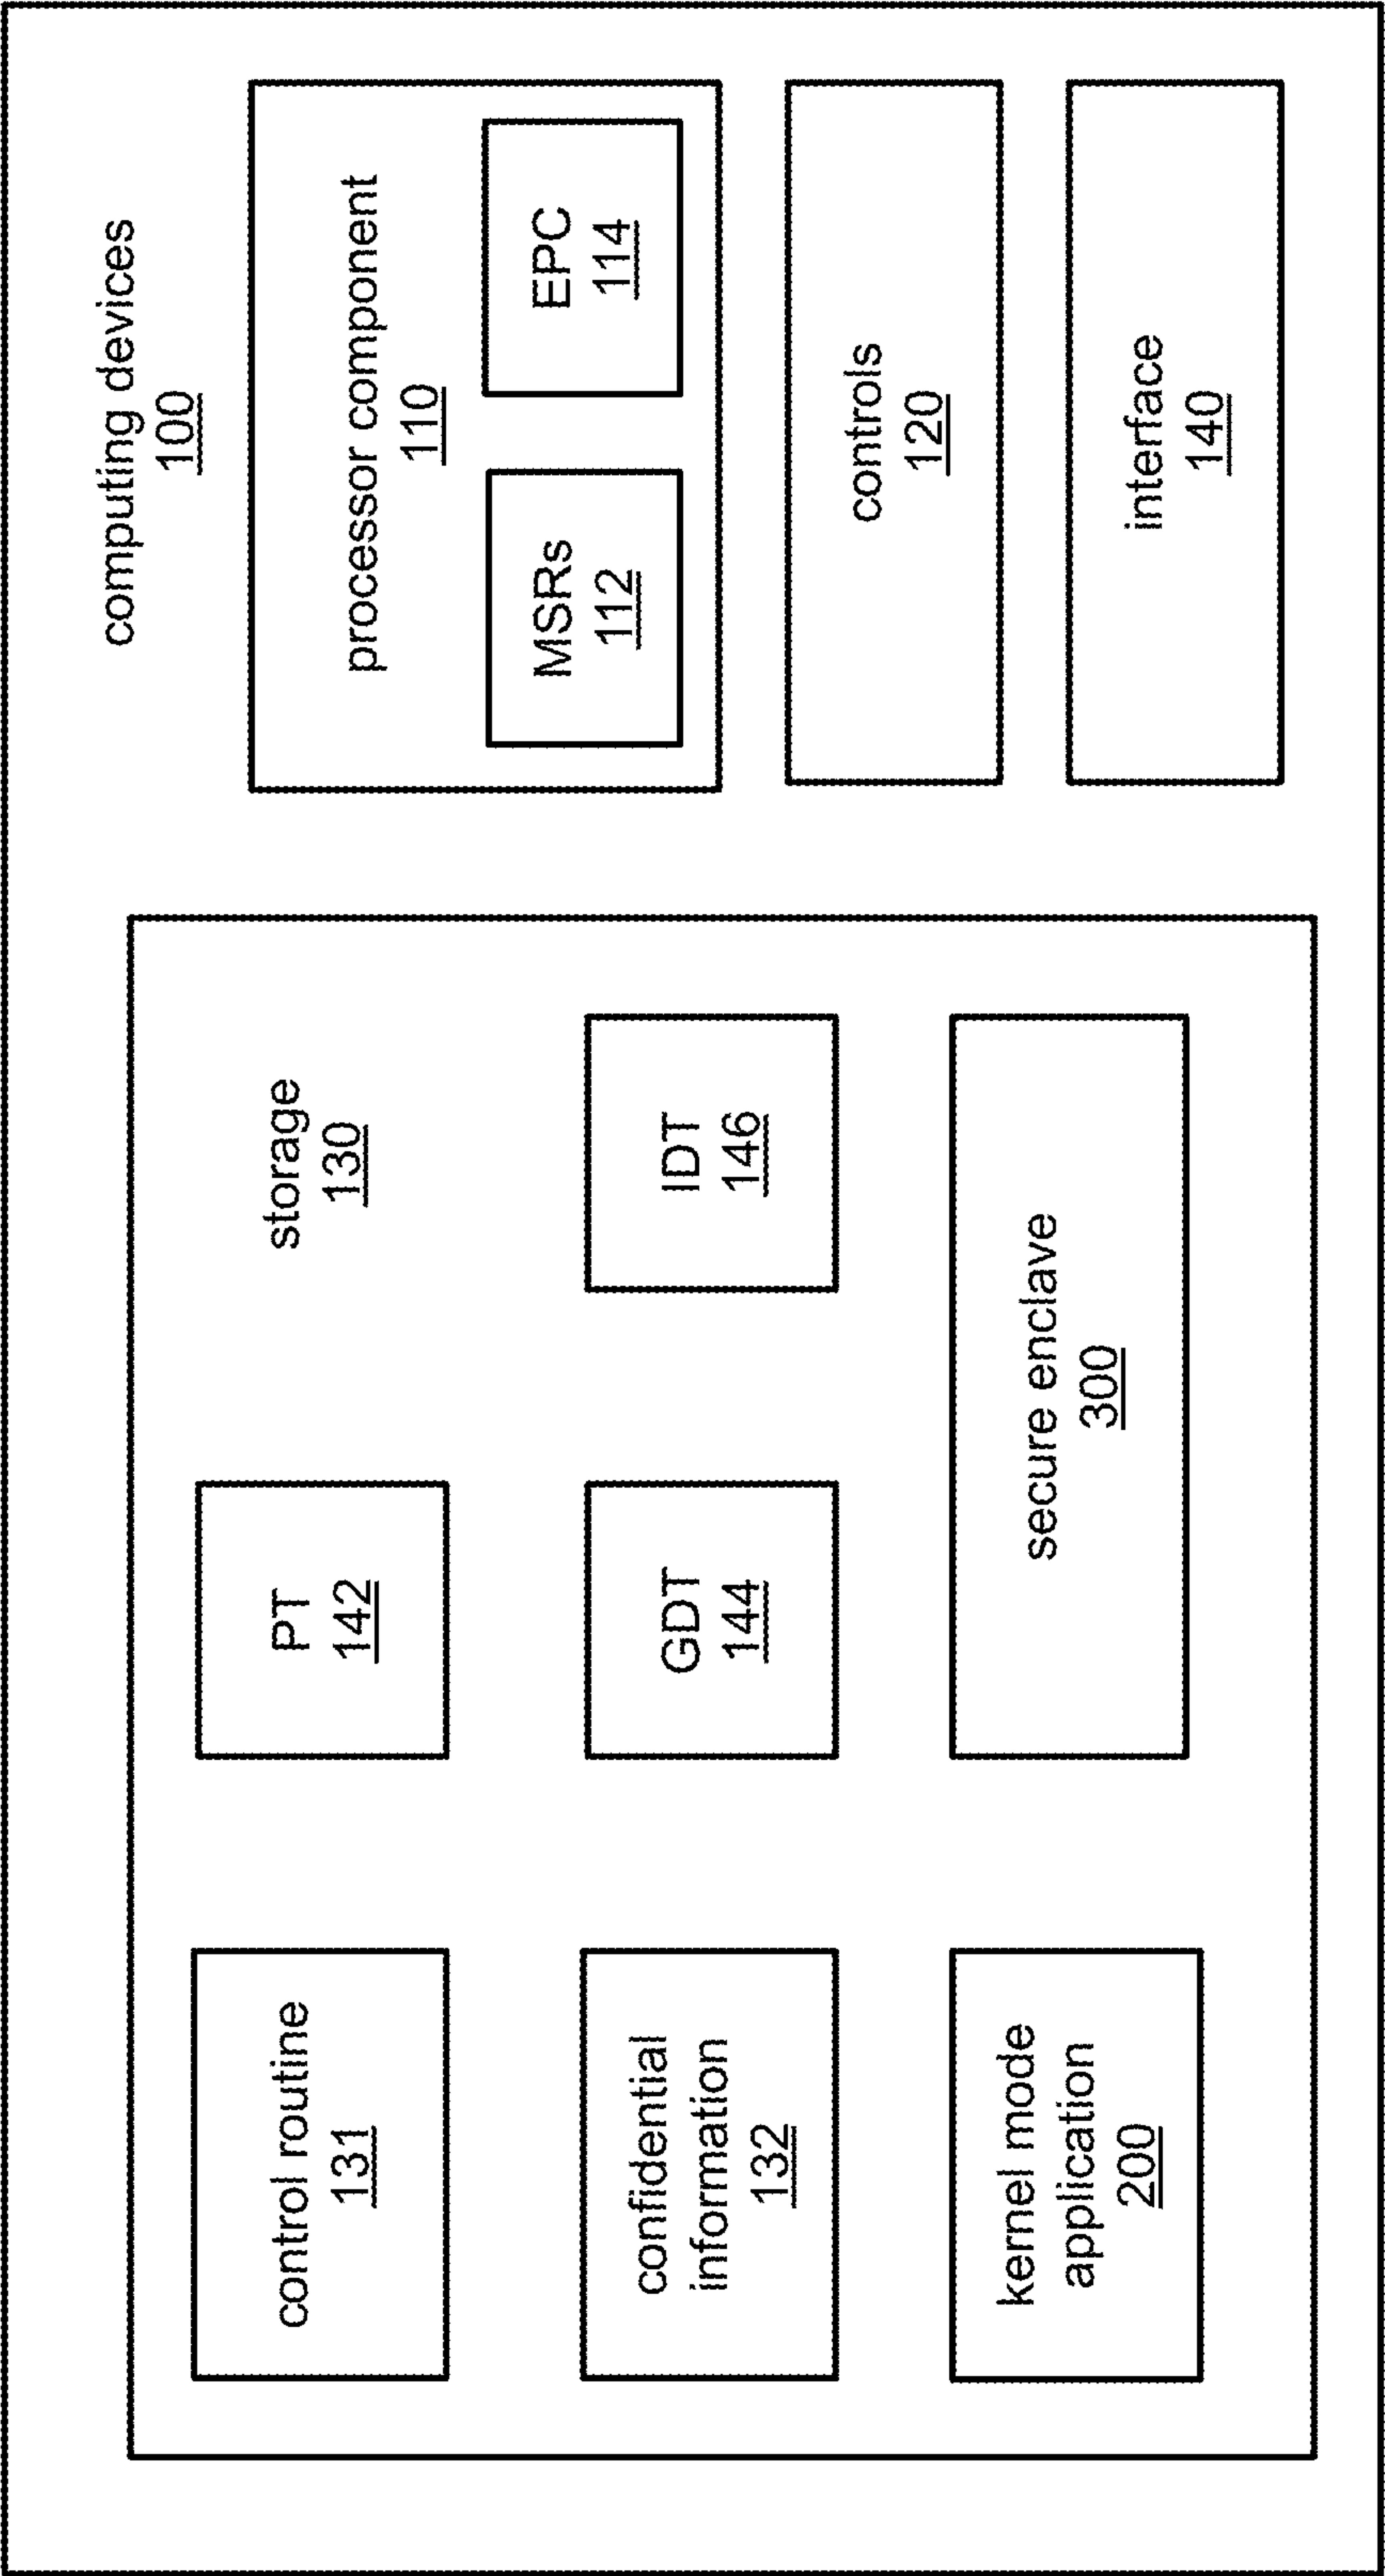 computing devices
100
storage
130
control routine
131
PT
142
confidential
information
132
GDT
144
IDT
146
kernel mode
application
200
secure enclave
300
processor component
110
MSRs
112
EPC
114
controls
120
interface
140